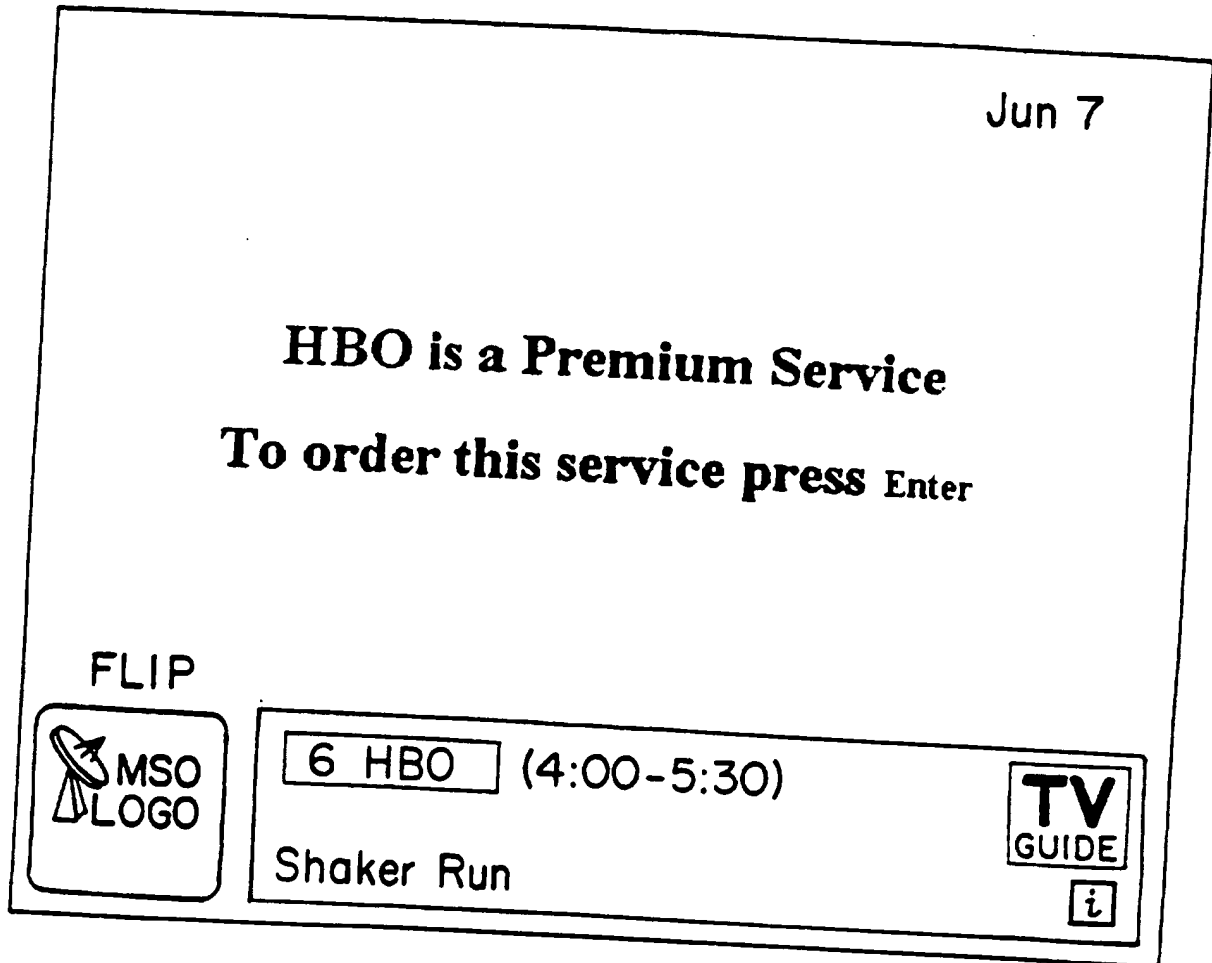 Jun 7
HBO is a Premium Service
To order this service press Enter
FLIP
MSO
LOGO
6 HBO (4:00-5:30)
Shaker Run
TV
GUIDE
i